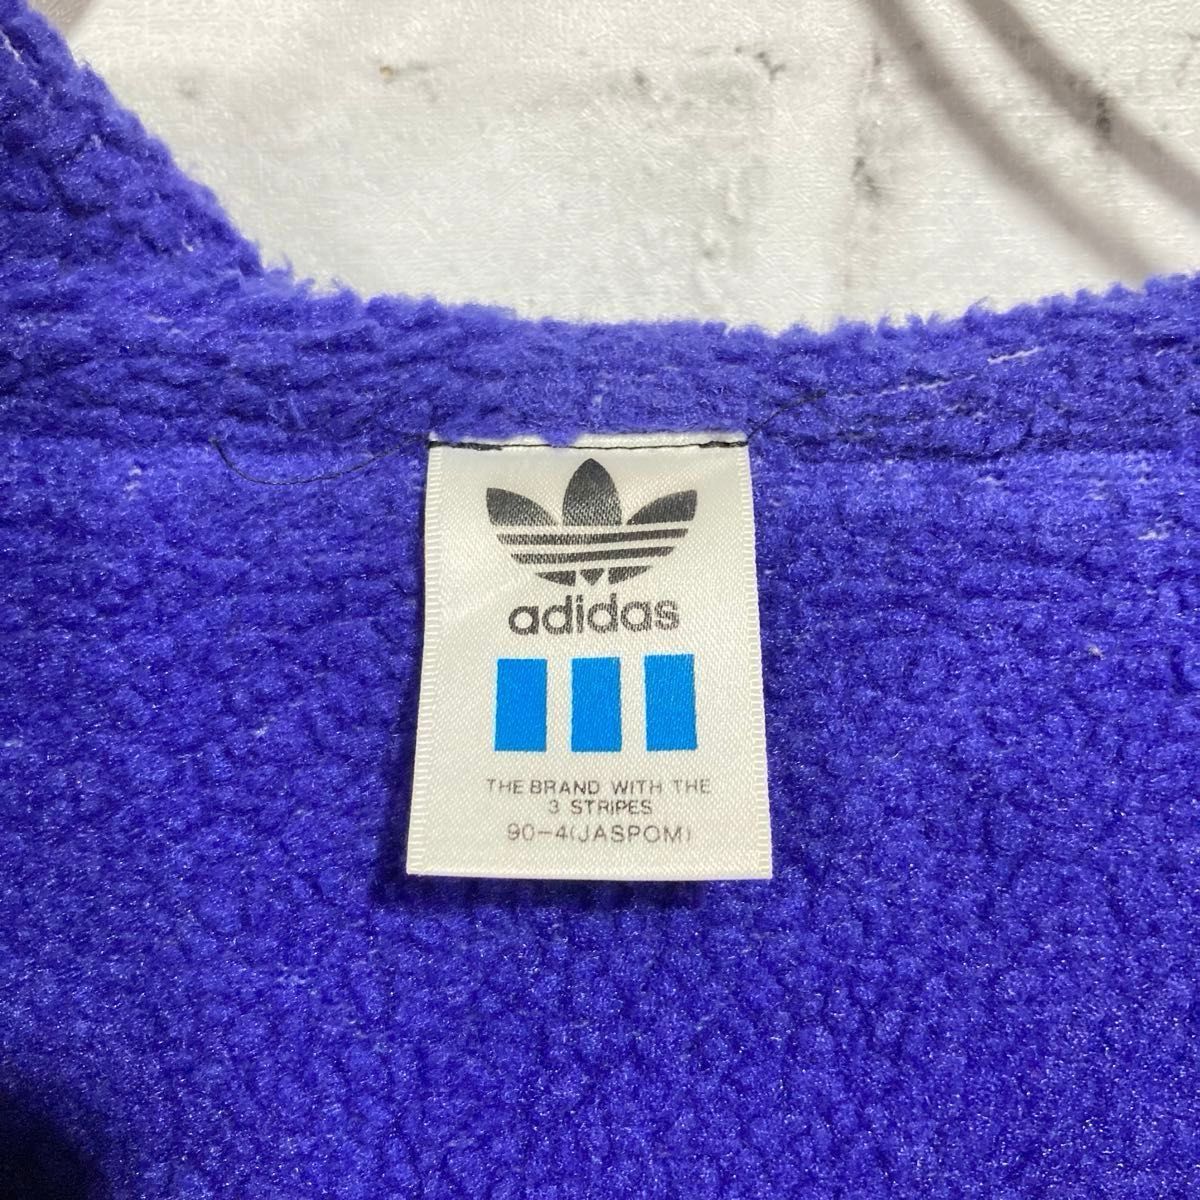 adidas
THE BRAND WITH THE
3 STRIPES
90-4(JASPOM)